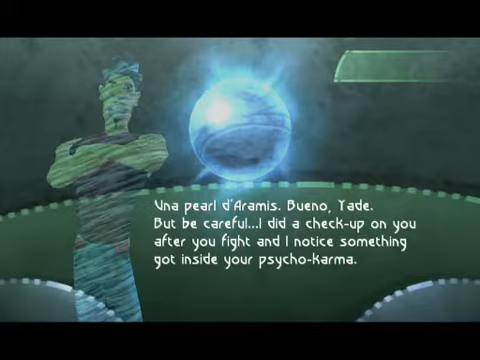 Una pearl d'Aramis. Bueno, Yade.
But be careful...I did a check-up on you
after you fight and I notice something
got inside your psycho-karma.